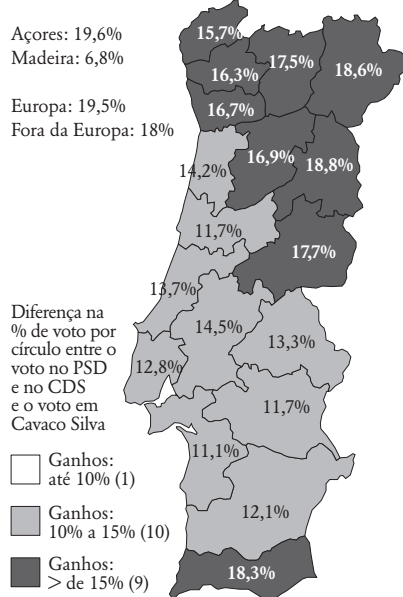 Açores: 19,6%
Madeira: 6,8%
Europa: 19,5%
Fora da Europa: 18%
15,7%
16,3%
17,5%
18,6%
16,7%
14,2%
16,9%
18,8%
11,7%
17,7%
13,7%
14,5%
13,3%
12,8%
11,7%
11,1%
12,1%
18,3%
Diferença na
% de voto por
círculo entre o
voto no PSD
e no CDS
e o voto em
Cavaco Silva
Ganhos:
até 10% (1)
Ganhos:
10% a 15% (10)
Ganhos:
> de 15% (9)